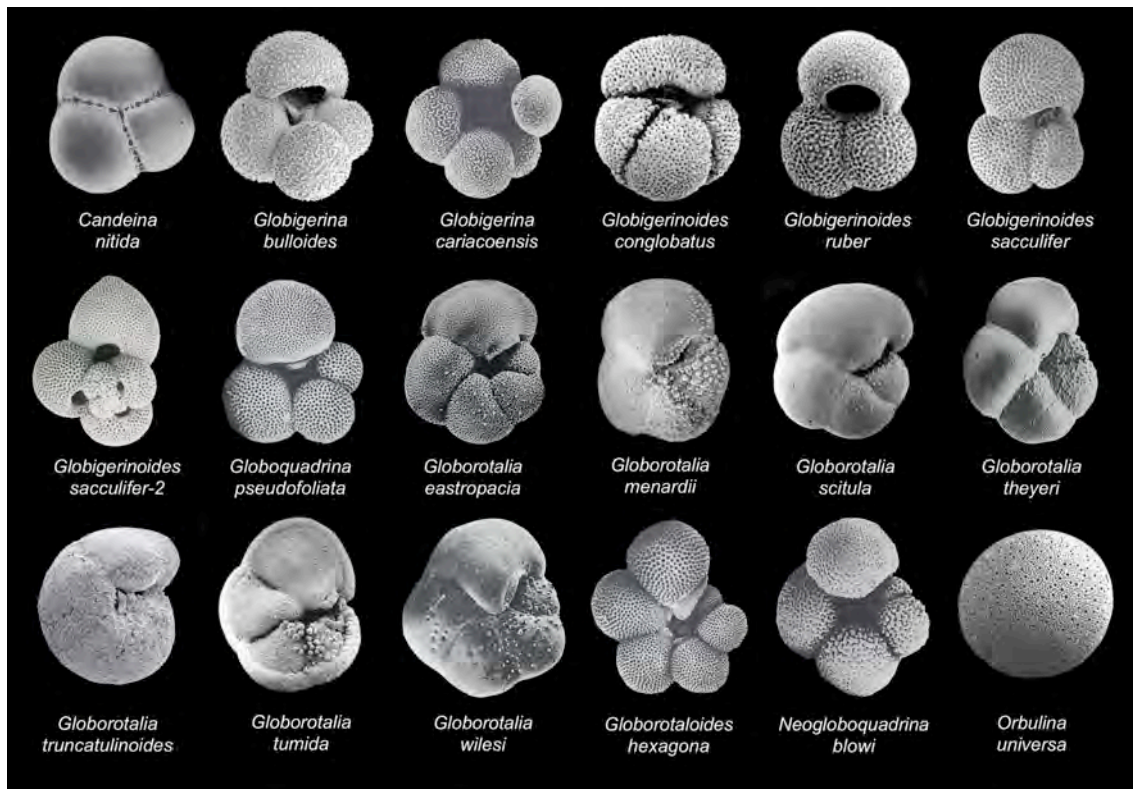 Candeina
nitida
Globigerina
bulloides
Globigerina
cariacoensis
Globigerinoides
conglobatus
Globigerinoides
ruber
Globigerinoides
sacculifer
Globigerinoides
sacculifer-2
Globoquadrina
pseudofoliata
Globorotalia
eastropacia
Globorotalia
menardii
Globorotalia
scitula
Globorotalia
theyeri
Globorotalia
truncatulinoides
Globorotalia
tumida
Globorotalia
wilesi
Globorotaloides
hexagona
Neogloboquadrina
blowi
Orbulina
universa